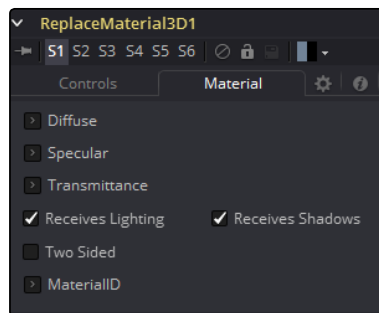 ReplaceMaterial3D1
S1 S2 S3 S4 S5 S6
Controls Material
Diffuse
Specular
Transmittance
Receives Lighting Receives Shadows
Two Sided
MaterialID